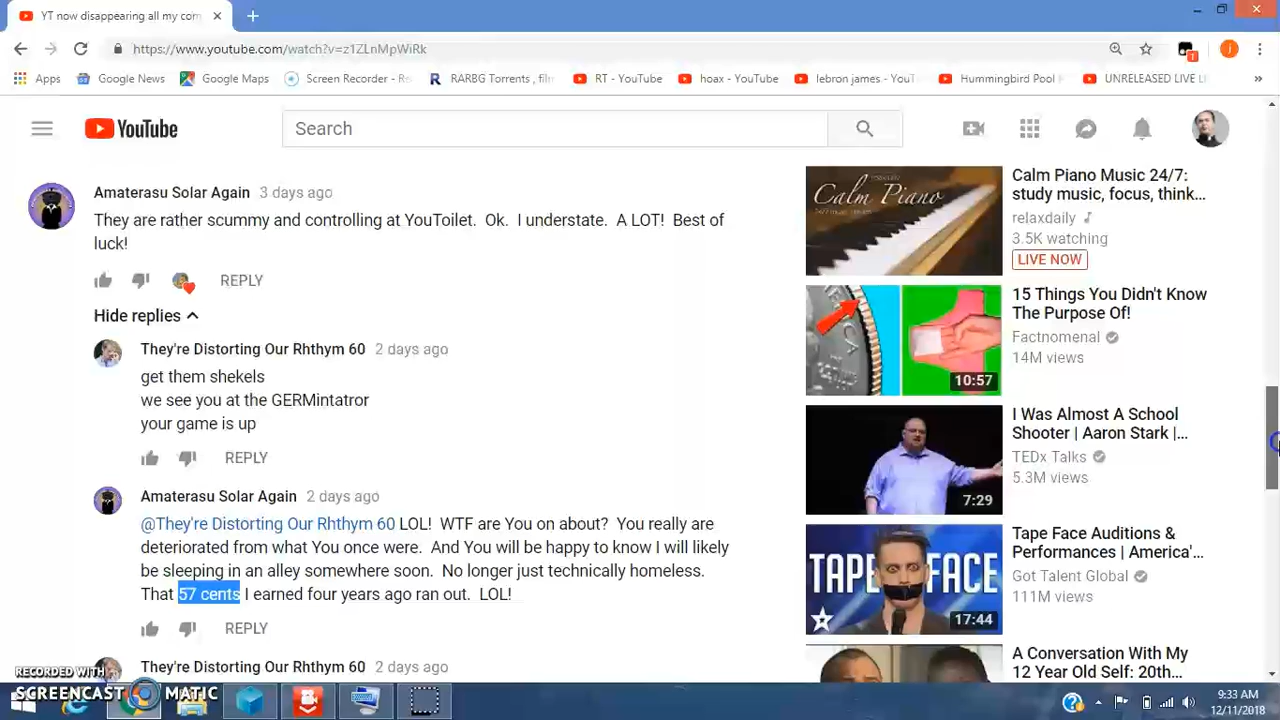 YT now disappearing all my com
https://www.youtube.com/watch?v=z1ZLnMpWiRk
Apps Google News Google Maps Screen Recorder - Re RARBG Torrents , film RT - YouTube hoax - YouTube lebron james - YouT Hummingbird Pool H UNRELEASED LIVE LI »
YouTube Search
Amaterasu Solar Again 3 days ago
They are rather scummy and controlling at YouToilet. Ok. I understate. A LOT! Best of
luck!
REPLY
Hide replies
They're Distorting Our Rhthym 60 2 days ago
get them shekels
we see you at the GERMintatror
your game is up
REPLY
Amaterasu Solar Again 2 days ago
@They're Distorting Our Rhthym 60 LOL! WTF are You on about? You really are
deteriorated from what You once were. And You will be happy to know I will likely
be sleeping in an alley somewhere soon. No longer just technically homeless.
That 57 cents I earned four years ago ran out. LOL!
REPLY
They're Distorting Our Rhthym 60 2 days ago
Calm Piano
Calm Piano Music 24/7:
study music, focus, think...
relaxdaily
3.5K watching
LIVE NOW
10:57
15 Things You Didn't Know
The Purpose Of!
Factnomenal
14M views
7:29
I Was Almost A School
Shooter | Aaron Stark |...
TEDx Talks
5.3M views
TAPE FACE
17:44
Tape Face Auditions &
Performances | America'...
Got Talent Global
111M views
A Conversation With My
12 Year Old Self: 20th...
RECORDED WITH
SCREENCAST MATIC
9:33 AM
12/11/2018